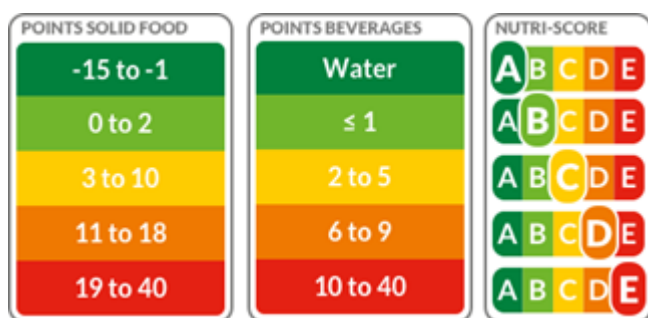 POINTS SOLID FOOD
-15 to -1
0 to 2
3 to 10
11 to 18
19 to 40
POINTS BEVERAGES
Water
≤ 1
2 to 5
6 to 9
10 to 40
NUTRI-SCORE
A B C D E
A B C D E
A B C D E
A B C D E
A B C D E